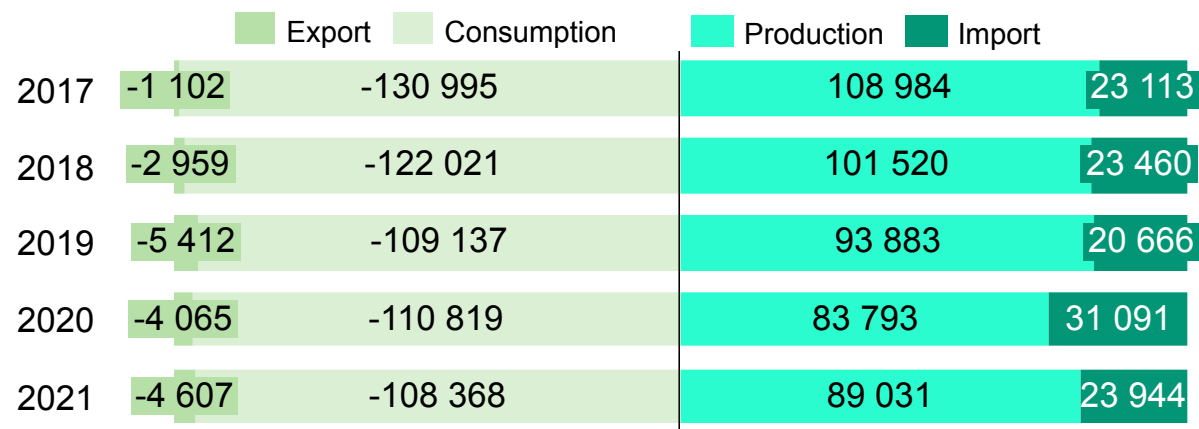 Export Consumption Production Import
2017 -1 102 -130 995 108 984 23 113
2018 -2 959 -122 021 101 520 23 460
2019 -5 412 -109 137 93 883 20 666
2020 -4 065 -110 819 83 793 31 091
2021 -4 607 -108 368 89 031 23 944